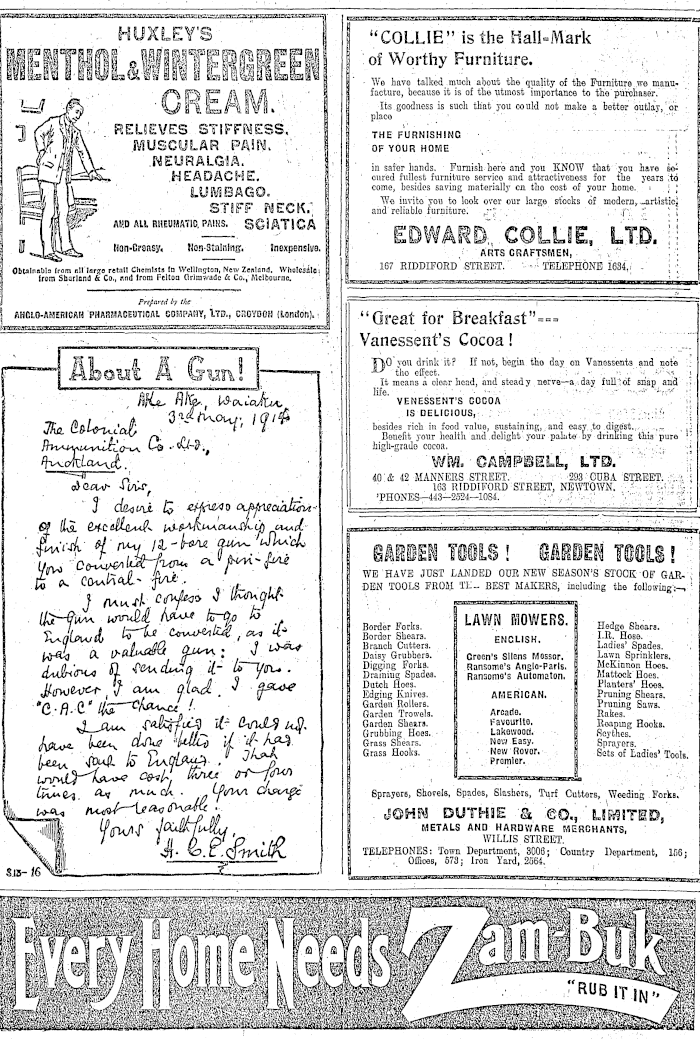 HUXLEY'S
MENTHOL & WINTERGREEN
CREAM.
RELIEVES STIFFNESS,
MUSCULAR PAIN,
NEURALGIA.
HEADACHE.
LUMBAGO.
STIFF NECK.
AND ALL RHEUMATIC PAINS. SCIATICA
Non-Greasy. Non-Staining. Inexpensive.
Obtainable from all large retail Chemists in Wellington, New Zealand. Wholesale:
from Sharland & Co., and from Felton Grimwade & Co., Melbourne.
Prepared by the
ANGLO-AMERICAN PHARMACEUTICAL COMPANY, LTD., CROYDON (London).
About A Gun!
Ake Ake, Waiatu,
3rd May, 1914
The Colonial
Ammunition Co. Ltd.,
Auckland.
Dear Sirs,
I desire to express appreciation
of the excellent workmanship and
finish of my 12-bore gun which
you converted from a pin-fire
to a central-fire.
I must confess I thought
the gun would have to go to
England to be converted, as it
was a valuable gun: I was
dubious of sending it to you.
However, I am glad I gave
"C.A.C" the chance!
I am satisfied it could not
have been done better if it had
been sent to England. That
would have cost three or four
times as much. Your charge
was most reasonable.
Yours faithfully,
H. C. E. Smith
S.13-16
"COLLIE" is the Hall-Mark
of Worthy Furniture.
We have talked much about the quality of the Furniture we manu-
facture, because it is of the utmost importance to the purchaser.
Its goodness is such that you could not make a better outlay, or
place
THE FURNISHING
OF YOUR HOME
in safer hands. Furnish here and you KNOW that you have se-
cured fullest furniture service and attractiveness for the years to
come, besides saving materially on the cost of your home.
We invite you to look over our large stocks of modern, artistic,
and reliable furniture.
EDWARD COLLIE, LTD.
ARTS CRAFTSMEN,
167 RIDDIFORD STREET. TELEPHONE 1634.
"Great for Breakfast"---
Vanessent's Cocoa!
DO you drink it? If not, begin the day on Vanessents and note
the effect.
It means a clear head, and steady nerve—a day full of snap and
life.
VENESSENT'S COCOA
IS DELICIOUS,
besides rich in food value, sustaining, and easy to digest.
Benefit your health and delight your palate by drinking this pure
high-grade cocoa.
WM. CAMPBELL, LTD.
40 & 42 MANNERS STREET. 293 CUBA STREET.
163 RIDDIFORD STREET, NEWTOWN.
'PHONES—443—2524—1084.
GARDEN TOOLS! GARDEN TOOLS!
WE HAVE JUST LANDED OUR NEW SEASON'S STOCK OF GAR-
DEN TOOLS FROM BEST MAKERS, including the following:—
Border Forks.
Border Shears.
Branch Cutters.
Daisy Grubbers.
Digging Forks.
Draining Spades.
Dutch Hoes.
Edging Knives.
Garden Rollers.
Garden Trowels.
Garden Shears.
Grubbing Hoes.
Grass Shears.
Grass Hooks.
LAWN MOWERS.
ENGLISH.
Green's Silens Messor.
Ransome's Anglo-Paris.
Ransome's Automaton.
AMERICAN.
Arcade.
Favourite.
Lakewood.
New Easy.
New Rover.
Premier.
Hedge Shears.
I.R. Hose.
Ladies' Spades.
Lawn Sprinklers.
McKinnon Hoes.
Mattock Hoes.
Planters' Hoes.
Pruning Shears.
Pruning Saws.
Rakes.
Reaping Hooks.
Scythes.
Sprayers.
Sets of Ladies' Tools.
Sprayers, Shovels, Spades, Slashers, Turf Cutters, Weeding Forks.
JOHN DUTHIE & CO., LIMITED,
METALS AND HARDWARE MERCHANTS,
WILLIS STREET.
TELEPHONES: Town Department, 3006; Country Department, 156;
Offices, 573; Iron Yard, 2564.
Every Home Needs Zam-Buk
"RUB IT IN"